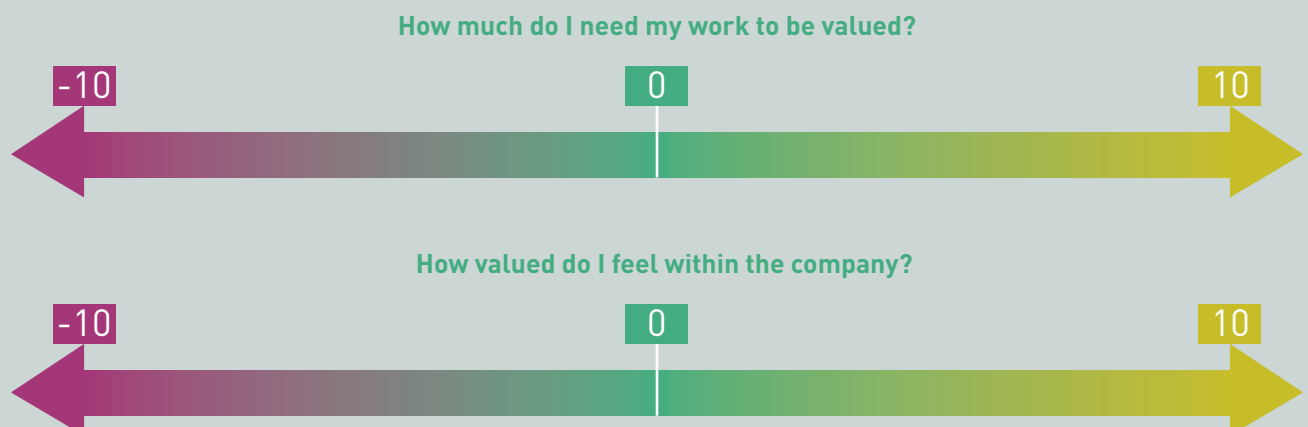 How much do I need my work to be valued?
-10 0 10
How valued do I feel within the company?
-10 0 10